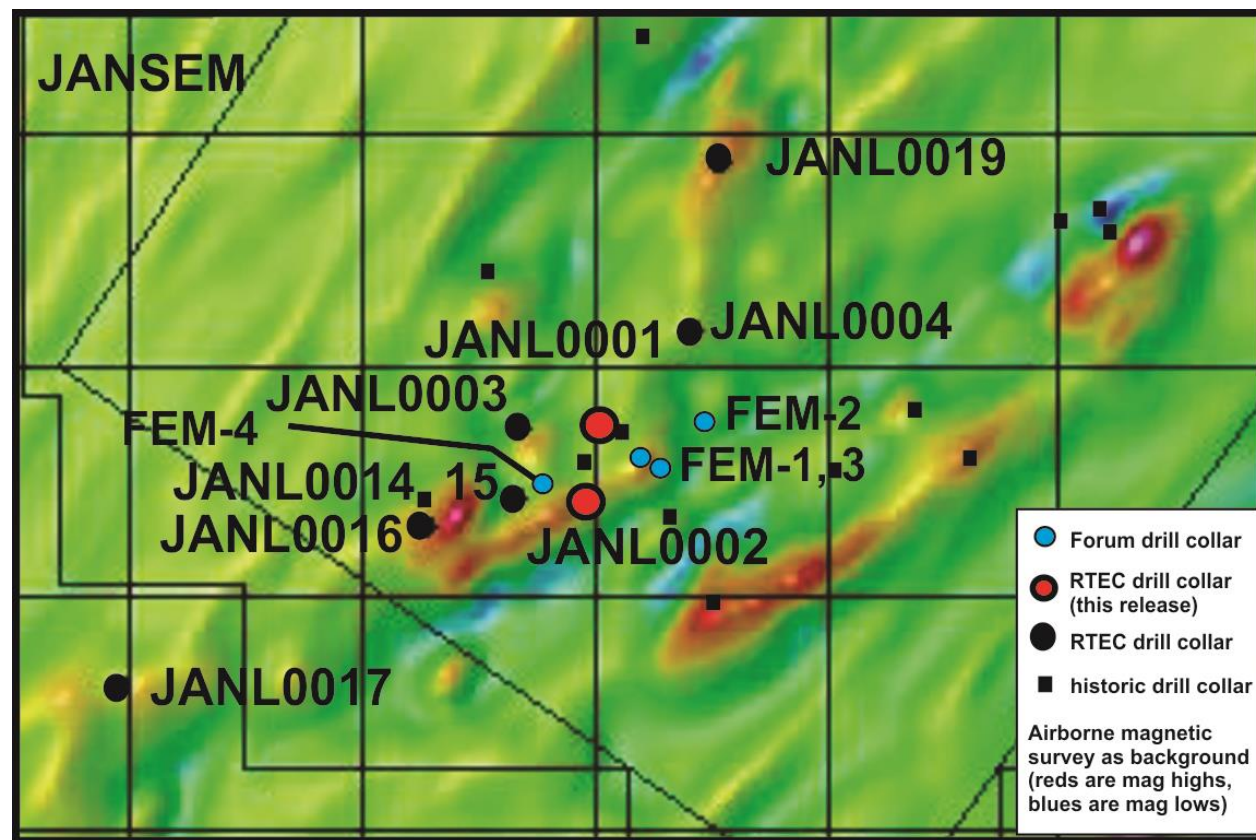 JANSEM
JANL0019
JANL0001
JANL0004
JANL0003
FEM-4
FEM-2
FEM-1, 3
JANL0014, 15
JANL0016
JANL0002
JANL0017
Forum drill collar
RTEC drill collar
(this release)
RTEC drill collar
historic drill collar
Airborne magnetic
survey as background
(reds are mag highs,
blues are mag lows)